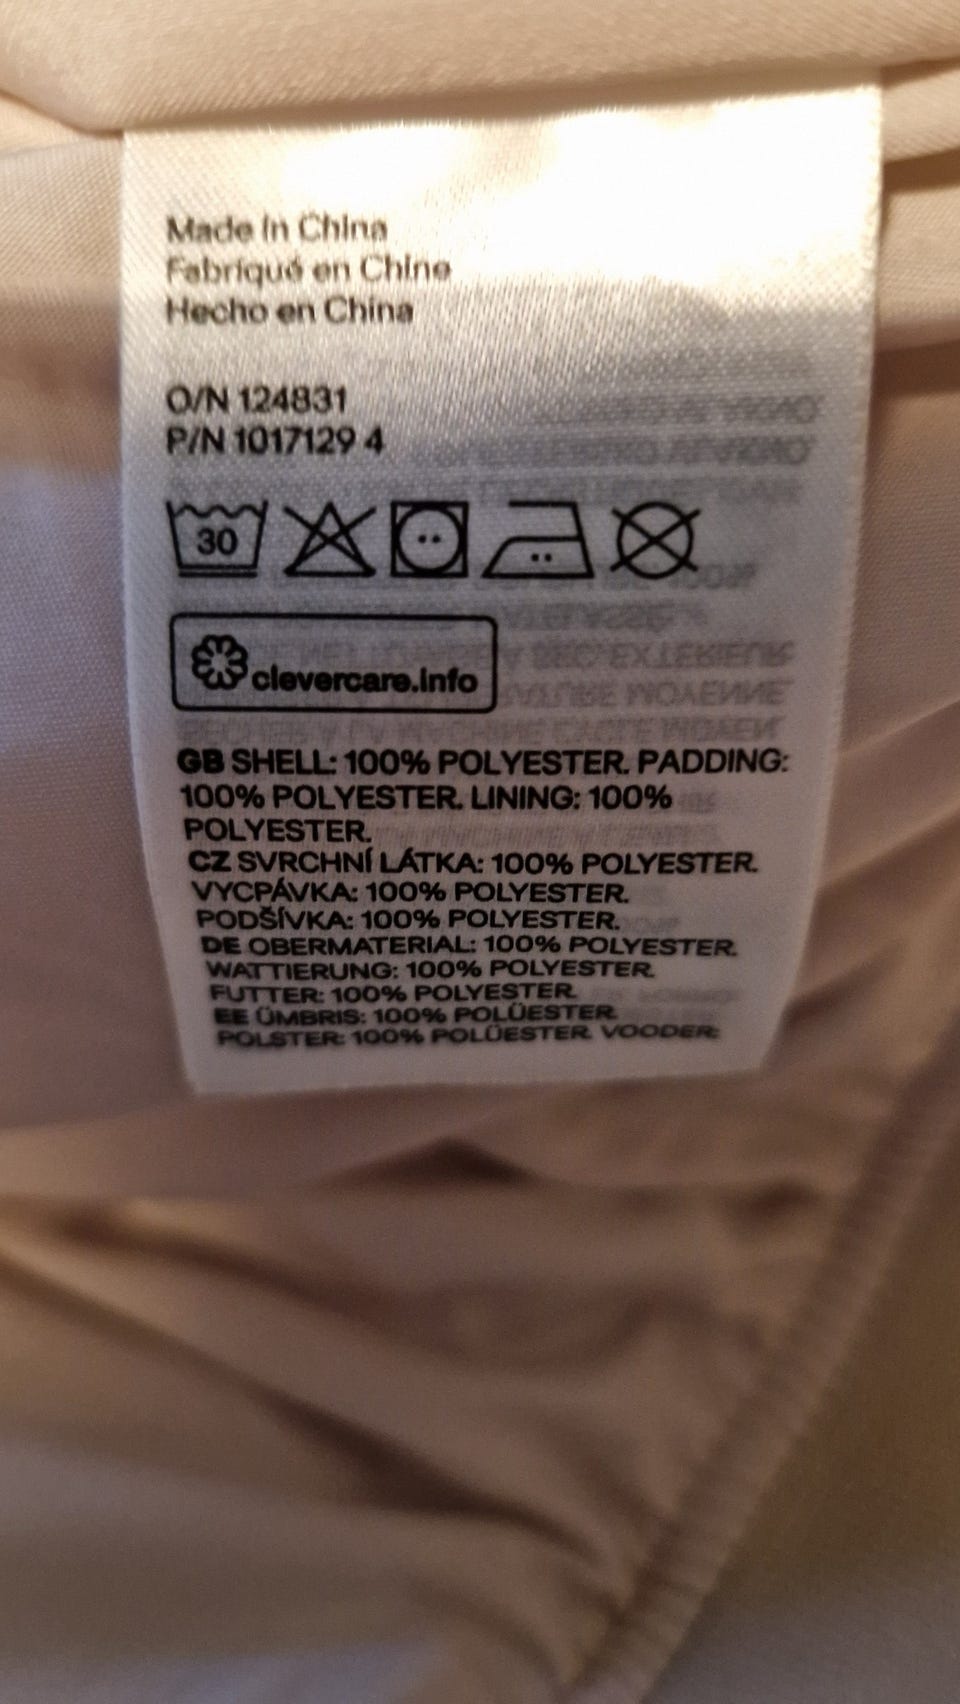 Made in China
Fabriqué en Chine
Hecho en China
O/N 124831
P/N 1017129 4
30
clevercare.info
GB SHELL: 100% POLYESTER. PADDING:
100% POLYESTER. LINING: 100%
POLYESTER.
CZ SVRCHNÍ LÁTKA: 100% POLYESTER.
VYCPÁVKA: 100% POLYESTER.
PODŠÍVKA: 100% POLYESTER.
DE OBERMATERIAL: 100% POLYESTER.
WATTIERUNG: 100% POLYESTER.
FUTTER: 100% POLYESTER.
EE ÜMBRIS: 100% POLÜESTER.
POLSTER: 100% POLÜESTER. VOODER: